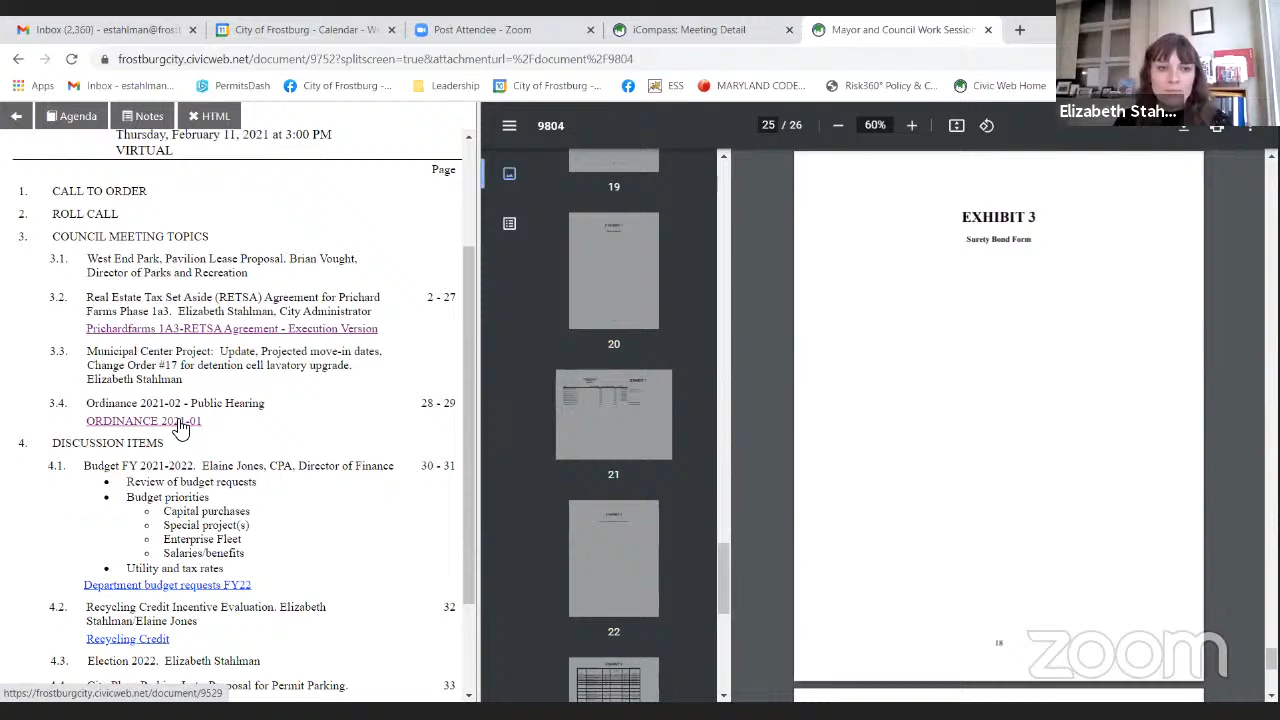 Inbox (2,360) - estahlman@frost
City of Frostburg - Calendar - We
Post Attendee - Zoom
iCompass: Meeting Detail
Mayor and Council Work Session
frostburgcity.civicweb.net/document/9752?splitscreen=true&attachmenturl=%2Fdocument%2F9804
Apps
Inbox - estahlman...
PermitsDash
City of Frostburg -...
Leaders
City of Frostburg -...
ESS
MARYLAND CODE...
Risk360° Policy & C...
Civic Web Home
Elizabeth Stah...
Agenda
Notes
HTML
Thursday, February 11, 2021 at 3:00 PM
VIRTUAL
Page
1. CALL TO ORDER
2. ROLL CALL
3. COUNCIL MEETING TOPICS
3.1. West End Park, Pavilion Lease Proposal. Brian Vought,
Director of Parks and Recreation
3.2. Real Estate Tax Set Aside (RETSA) Agreement for Prichard 2 - 27
Farms Phase 1a3. Elizabeth Stahlman, City Administrator
Prichardfarms 1A3-RETSA Agreement - Execution Version
3.3. Municipal Center Project: Update, Projected move-in dates,
Change Order #17 for detention cell lavatory upgrade.
Elizabeth Stahlman
3.4. Ordinance 2021-02 - Public Hearing 28 - 29
ORDINANCE 2021-01
4. DISCUSSION ITEMS
4.1. Budget FY 2021-2022. Elaine Jones, CPA, Director of Finance 30 - 31
• Review of budget requests
• Budget priorities
o Capital purchases
o Special project(s)
o Enterprise Fleet
o Salaries/benefits
• Utility and tax rates
Department budget requests FY22
4.2. Recycling Credit Incentive Evaluation. Elizabeth 32
Stahlman/Elaine Jones
Recycling Credit
4.3. Election 2022. Elizabeth Stahlman
Proposal for Permit Parking. 33
https://frostburgcity.civicweb.net/document/9529
9804
25 / 26
60%
19
20
21
22
EXHIBIT 3
Surety Bond Form
18
zoom